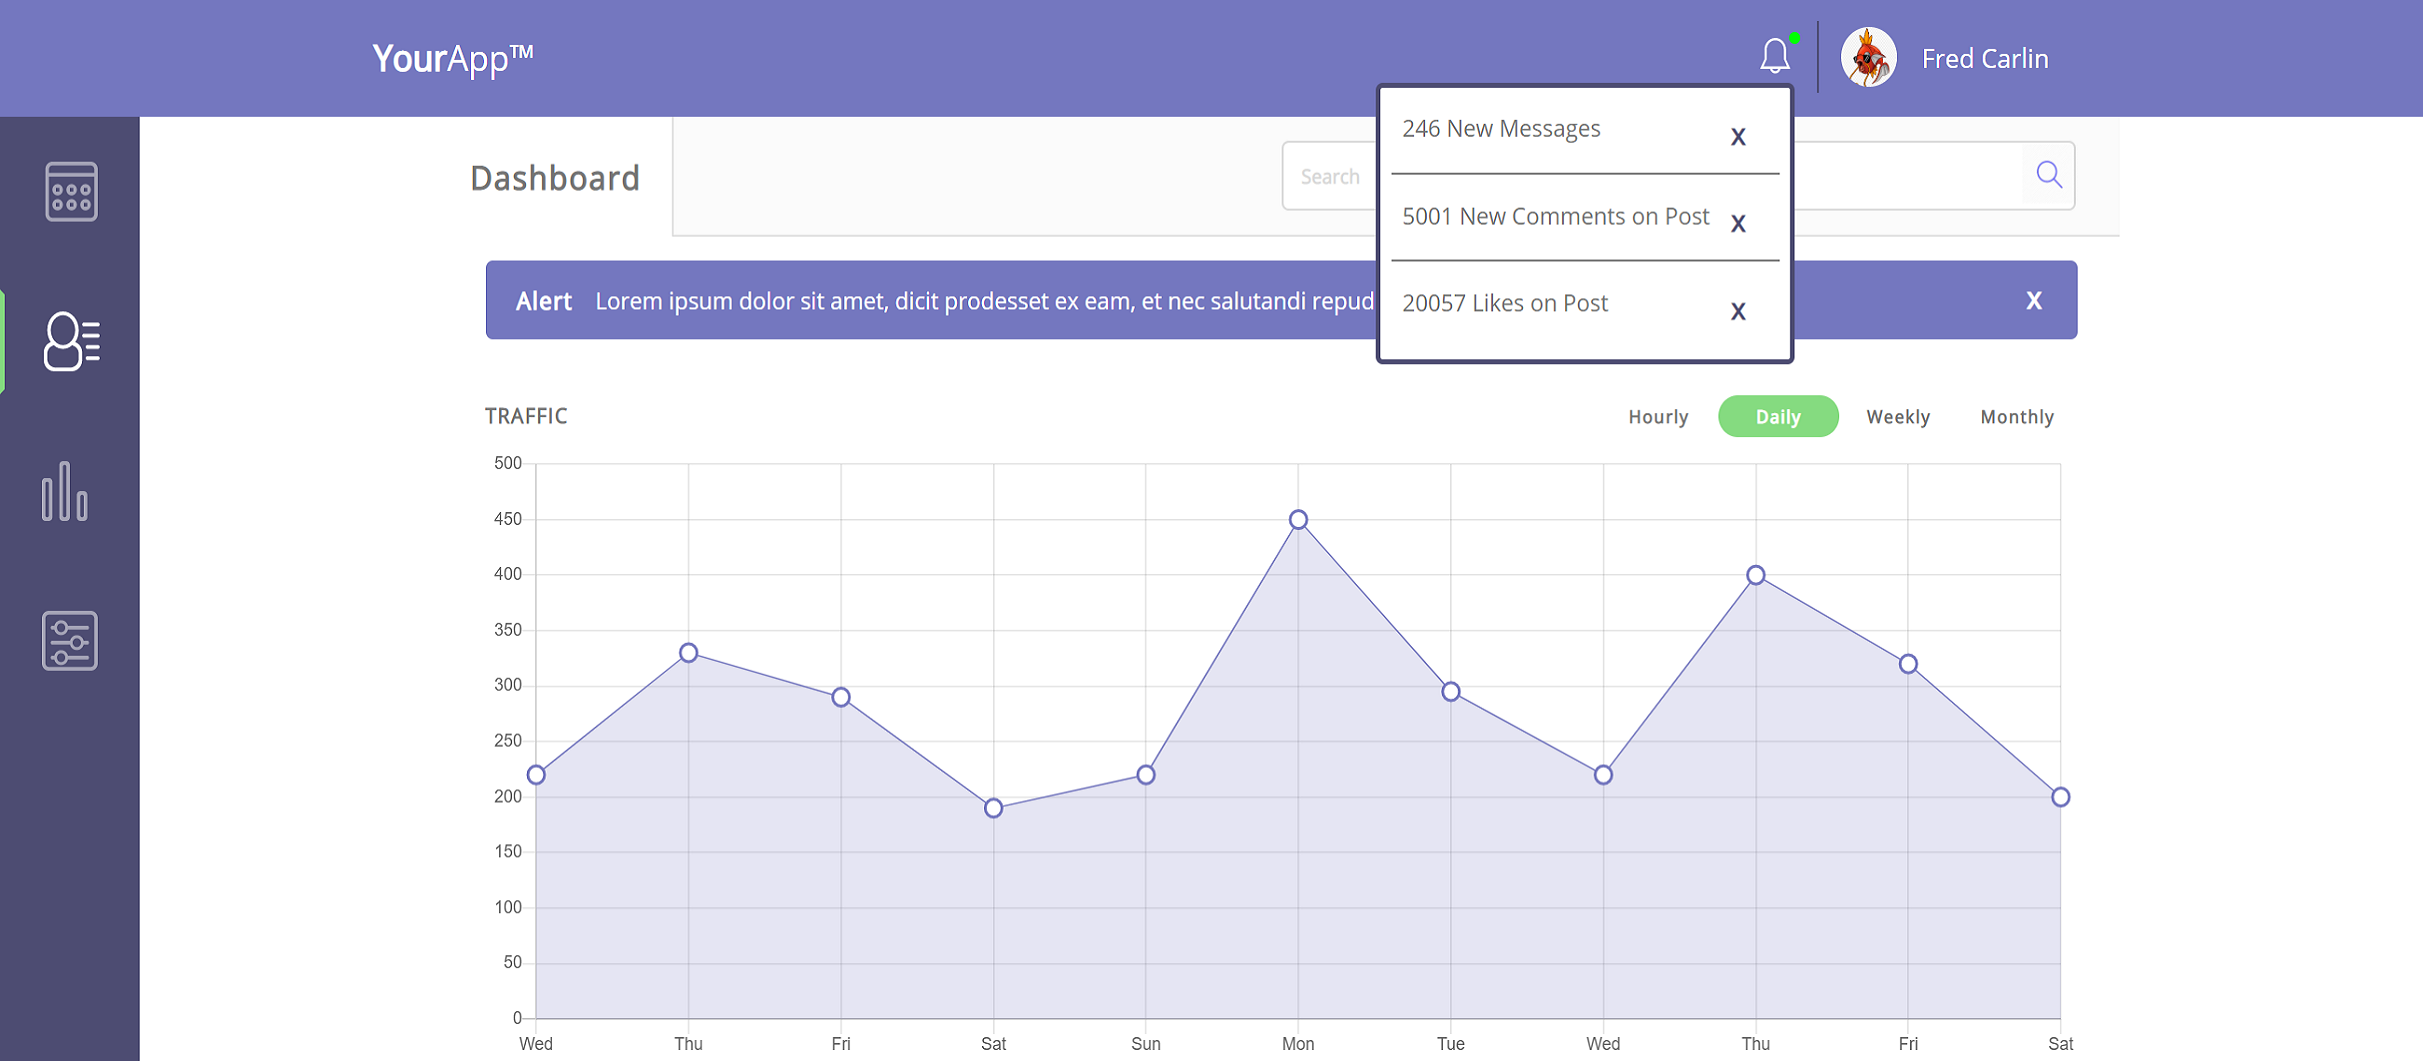 YourApp™
Fred Carlin
246 New Messages X
5001 New Comments on Post X
20057 Likes on Post X
Dashboard
Search
Alert Lorem ipsum dolor sit amet, dicit prodesset ex eam, et nec salutandi repud X
TRAFFIC
Hourly Daily Weekly Monthly
500
450
400
350
300
250
200
150
100
50
0
Wed Thu Fri Sat Sun Mon Tue Wed Thu Fri Sat